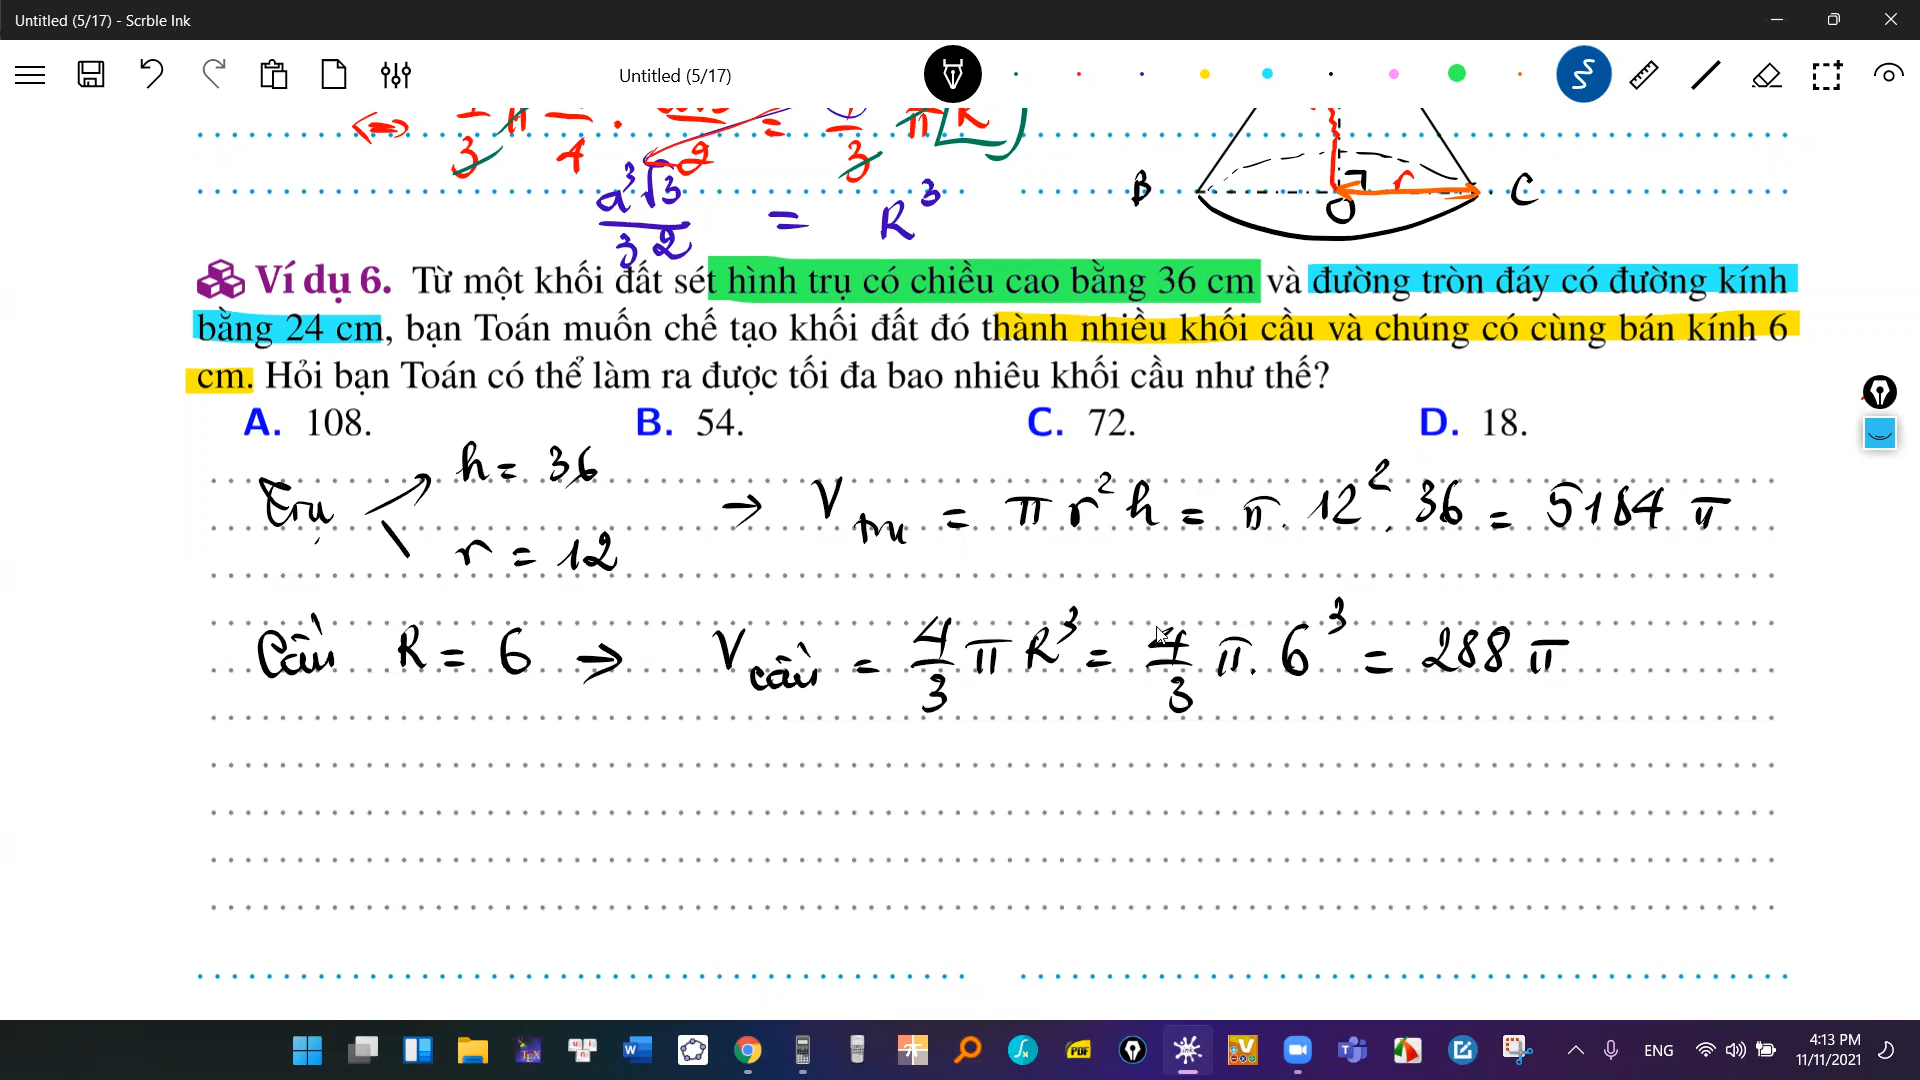 Untitled (5/17) - Scrble Ink
Untitled (5/17)
3 4 · 2 = 3
a³√3
32 = R³
B O r C
Ví dụ 6. Từ một khối đất sét hình trụ có chiều cao bằng 36 cm và đường tròn đáy có đường kính
bằng 24 cm, bạn Toán muốn chế tạo khối đất đó thành nhiều khối cầu và chúng có cùng bán kính 6
cm. Hỏi bạn Toán có thể làm ra được tối đa bao nhiêu khối cầu như thế?
A. 108. B. 54. C. 72. D. 18.
h = 36
Trụ → V trụ = π r² h = π . 12² . 36 = 5184 π
r = 12
Cầu R = 6 → V cầu = 4/3 π R³ = 4/3 π . 6³ = 288 π
ENG
4:13 PM
11/11/2021